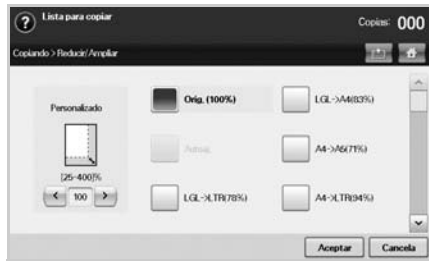 ? Lista para copiar
Copias: 000
Copiando > Reducir/Ampliar
Personalizado
[25~400]%
< 100 >
Orig. (100%)
LGL->A4(83%)
A4->A5(71%)
LGL->LTR(78%)
A4->LTR(94%)
Aceptar
Cancela